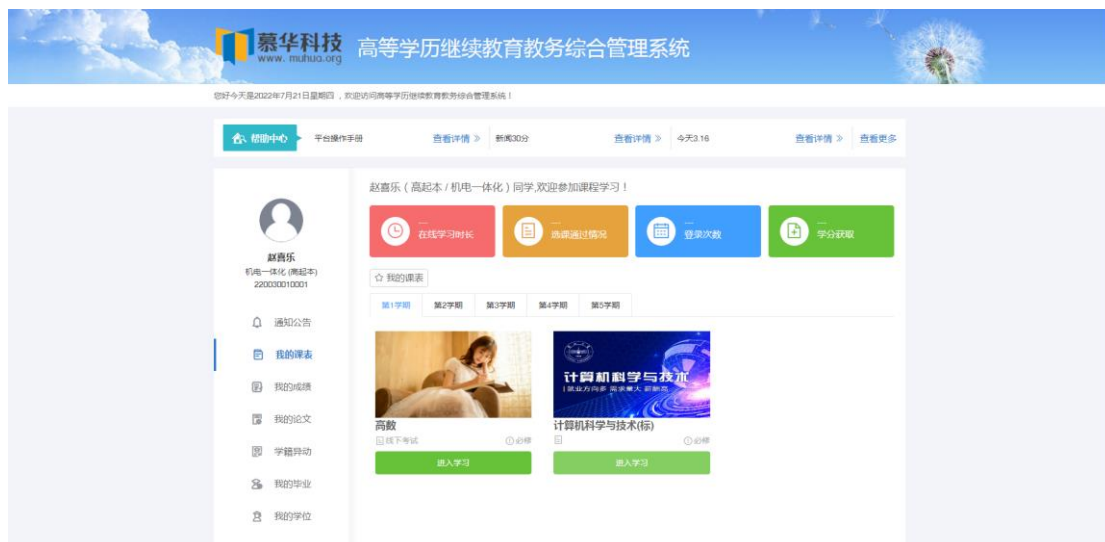 慕华科技
www.muhua.org
高等学历继续教育教务综合管理系统
您好今天是2022年7月21日星期四 ，欢迎访问高等学历继续教育教务综合管理系统！
帮助中心
平台操作手册
查看详情 》
新闻30分
查看详情 》
今天3.16
查看详情 》
查看更多
赵喜乐
机电一体化 (高起本)
220030010001
通知公告
我的课表
我的成绩
我的论文
学籍异动
我的毕业
我的学位
赵喜乐 ( 高起本 / 机电一体化 ) 同学,欢迎参加课程学习！
在线学习时长
选课通过情况
登录次数
学分获取
我的课表
第1学期 第2学期 第3学期 第4学期 第5学期
高数
线下考试
必修
进入学习
计算机科学与技术
就业方向多 需求量大 薪酬高
计算机科学与技术(标)
必修
进入学习